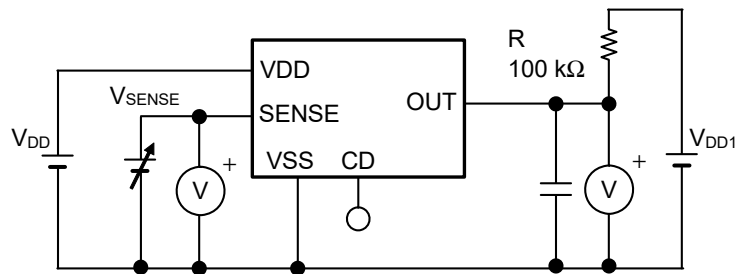 R
100 kΩ
VDD
VSENSE
SENSE
OUT
VDD
VDD1
VSS CD
+
V
+
V